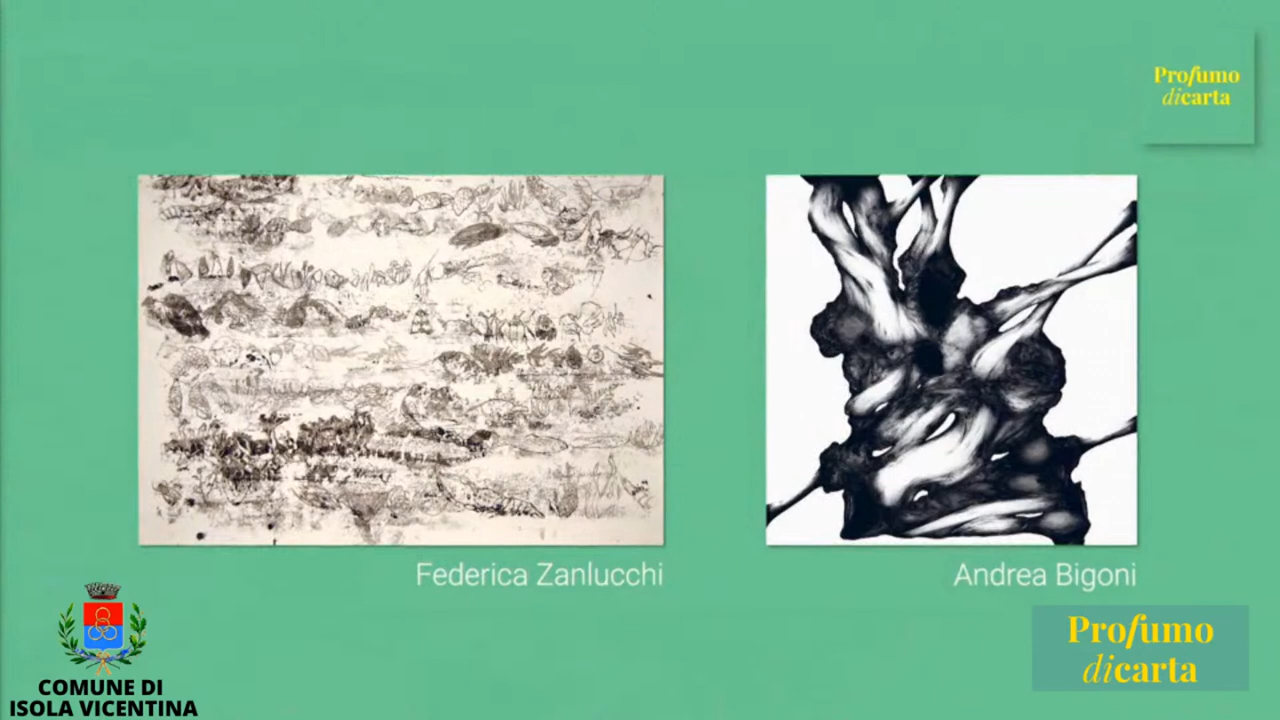 Profumo
dicarta
Federica Zanlucchi
Andrea Bigoni
Profumo
dicarta
COMUNE DI
ISOLA VICENTINA